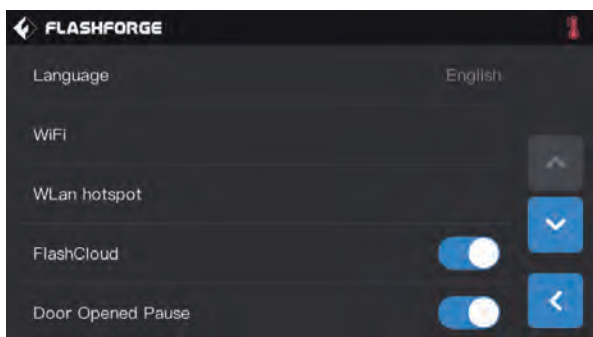 FLASHFORGE
Language English
WiFi
WLan hotspot
FlashCloud
Door Opened Pause